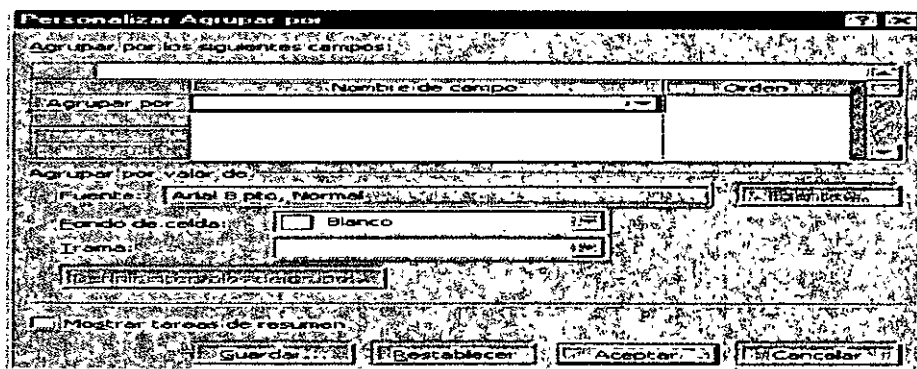 Personalizar Agrupar por
Agrupar por los siguientes campos:
Nombre de campo Orden
Agrupar por
Agrupar por valor de
Fuente: Arial 8 pto, Normal
Fondo de celda: Blanco
Trama:
Mostrar tareas de resumen
Guardar... Restablecer Aceptar Cancelar